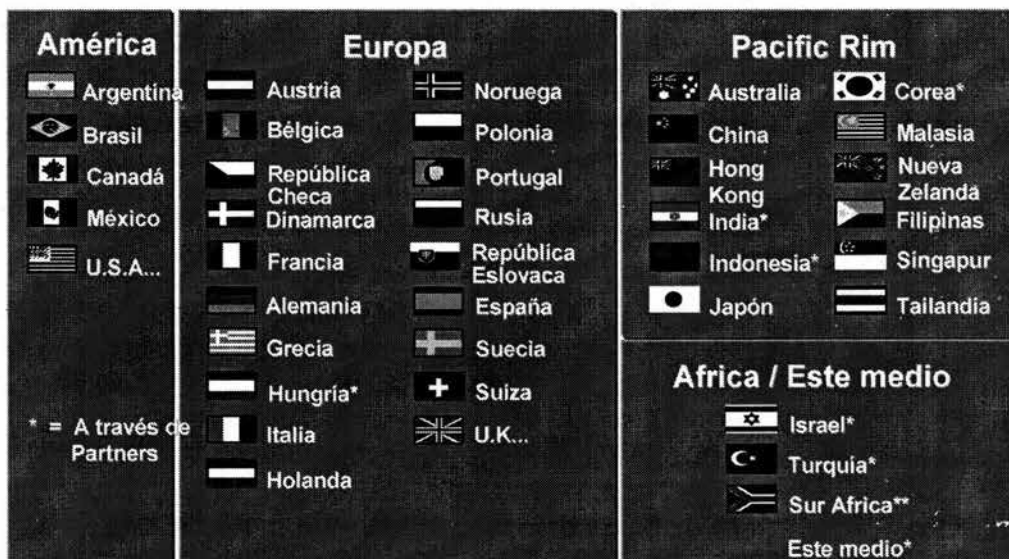 América
Argentina
Brasil
Canadá
México
U.S.A...
* = A través de
Partners
Europa
Austria
Bélgica
República
Checa
Dinamarca
Francia
Alemania
Grecia
Hungría*
Italia
Holanda
Noruega
Polonia
Portugal
Rusia
República
Eslovaca
España
Suecia
Suiza
U.K...
Pacific Rim
Australia
China
Hong
Kong
India*
Indonesia*
Japón
Corea*
Malasia
Nueva
Zelanda
Filipinas
Singapur
Tailandia
Africa / Este medio
Israel*
Turquía*
Sur Africa**
Este medio*